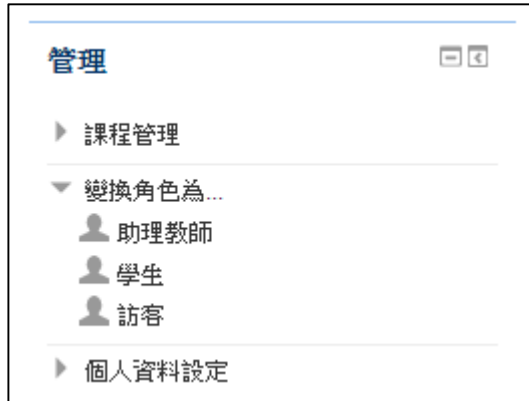 管理
課程管理
變換角色為...
助理教師
學生
訪客
個人資料設定